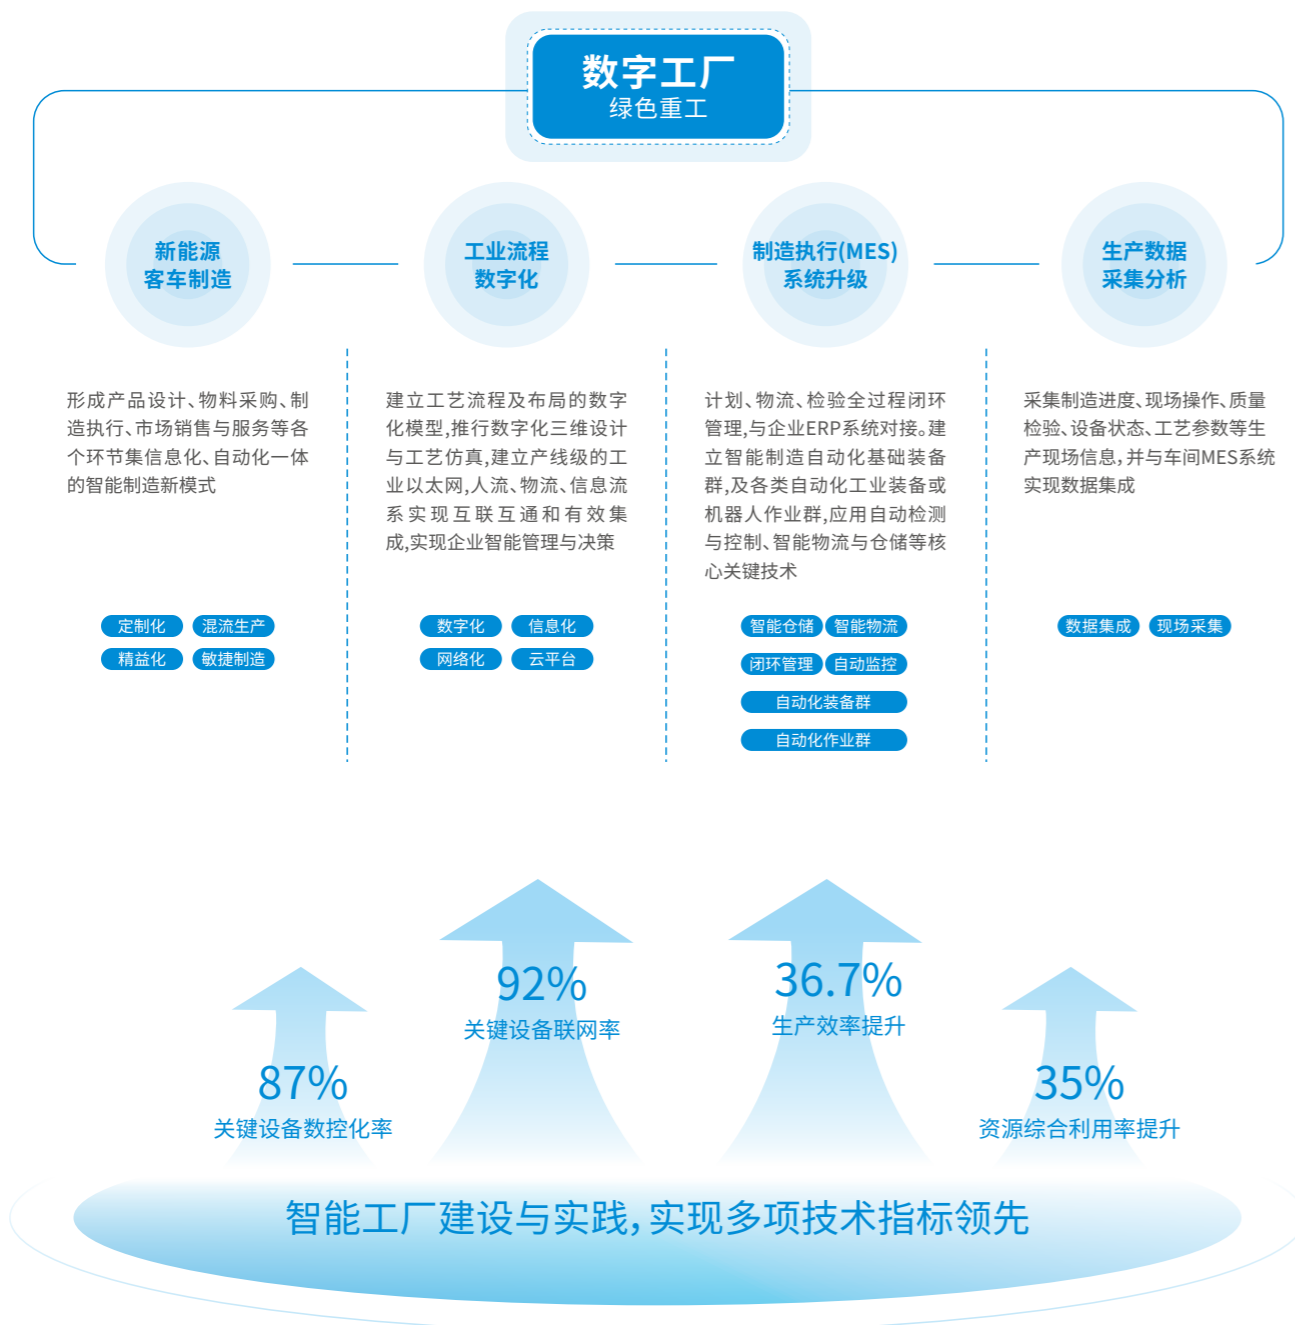 数字工厂
绿色重工
新能源
客车制造
工业流程
数字化
制造执行(MES)
系统升级
生产数据
采集分析
形成产品设计、物料采购、制
造执行、市场销售与服务等各
个环节集信息化、自动化一体
的智能制造新模式
建立工艺流程及布局的数字
化模型,推行数字化三维设计
与工艺仿真,建立产线级的工
业以太网,人流、物流、信息流
系实现互联互通和有效集
成,实现企业智能管理与决策
计划、物流、检验全过程闭环
管理,与企业ERP系统对接。建
立智能制造自动化基础装备
群,及各类自动化工业装备或
机器人作业群,应用自动检测
与控制、智能物流与仓储等核
心关键技术
采集制造进度、现场操作、质量
检验、设备状态、工艺参数等生
产现场信息，并与车间MES系统
实现数据集成
定制化 混流生产
精益化 敏捷制造
数字化 信息化
网络化 云平台
智能仓储 智能物流
闭环管理 自动监控
自动化装备群
自动化作业群
数据集成 现场采集
87%
关键设备数控化率
92%
关键设备联网率
36.7%
生产效率提升
35%
资源综合利用率提升
智能工厂建设与实践，实现多项技术指标领先